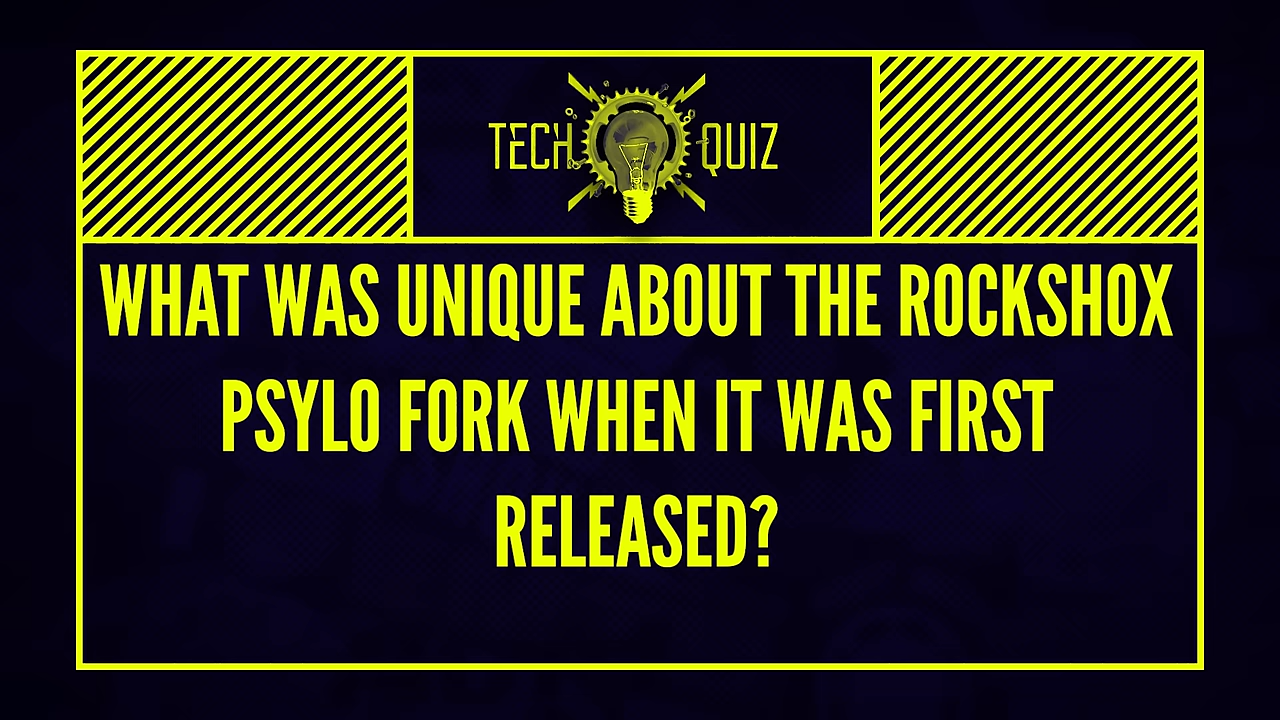 TECH QUIZ
WHAT WAS UNIQUE ABOUT THE ROCKSHOX
PSYLO FORK WHEN IT WAS FIRST
RELEASED?